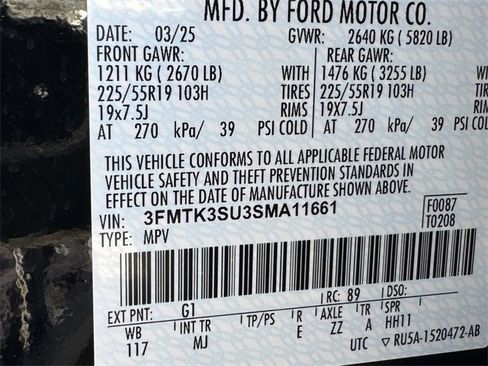 MFD. BY FORD MOTOR CO.
DATE: 03/25 GVWR: 2640 KG ( 5820 LB)
FRONT GAWR: REAR GAWR:
1211 KG ( 2670 LB) WITH 1476 KG ( 3255 LB) WITH
225/55R19 103H TIRES 225/55R19 103H TIRES
19x7.5J RIMS 19x7.5J RIMS
AT 270 kPa/ 39 PSI COLD AT 270 kPa/ 39 PSI COL
THIS VEHICLE CONFORMS TO ALL APPLICABLE FEDERAL MOTOR
VEHICLE SAFETY AND THEFT PREVENTION STANDARDS IN
EFFECT ON THE DATE OF MANUFACTURE SHOWN ABOVE.
VIN: 3FMTK3SU3SMA11661 F0087
TYPE: MPV T0208
EXT PNT: G1 RC: 89 DSO:
WB INT TR TP/PS R AXLE TR SPR
117 MJ E ZZ A HH11
UTC RU5A-1520472-AB